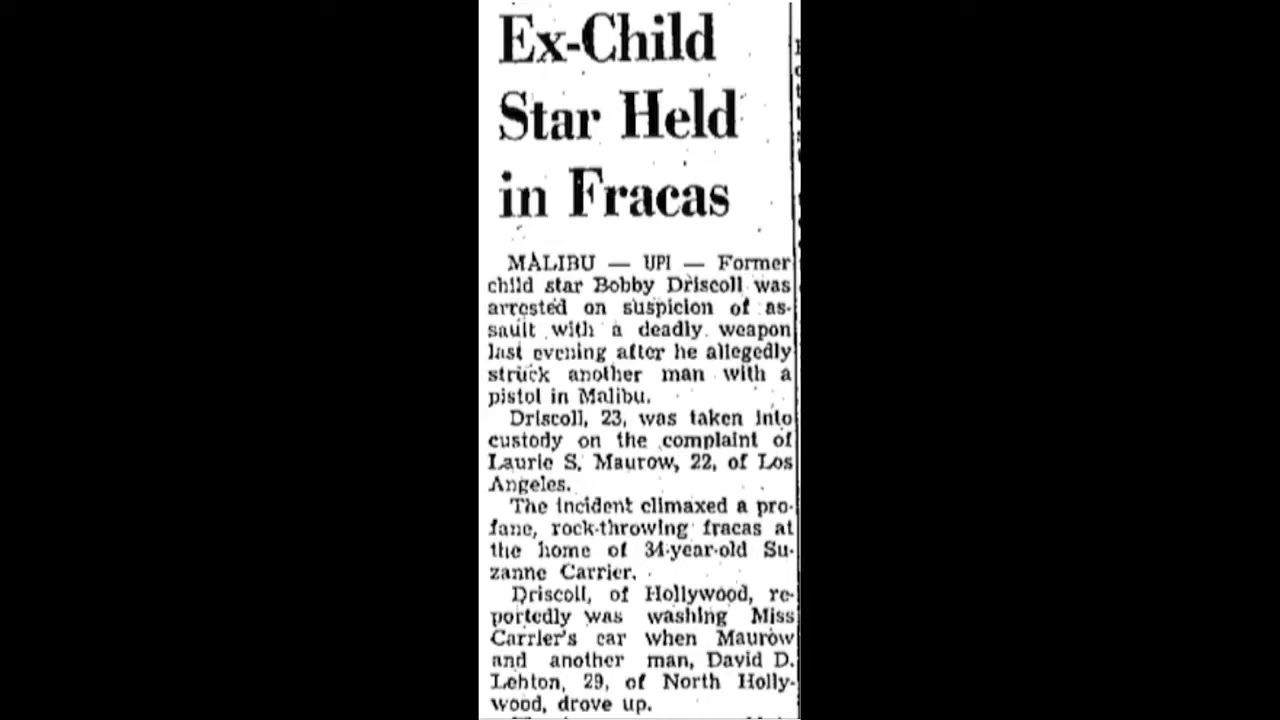 Ex-Child
Star Held
in Fracas
MALIBU — UPI — Former
child star Bobby Driscoll was
arrested on suspicion of as-
sault with a deadly weapon
last evening after he allegedly
struck another man with a
pistol in Malibu.
Driscoll, 23, was taken into
custody on the complaint of
Laurie S. Maurow, 22, of Los
Angeles.
The incident climaxed a pro-
fane, rock-throwing fracas at
the home of 34-year-old Su-
zanne Carrier.
Driscoll, of Hollywood, re-
portedly was washing Miss
Carrier's car when Maurow
and another man, David D.
Lehton, 29, of North Holly-
wood, drove up.